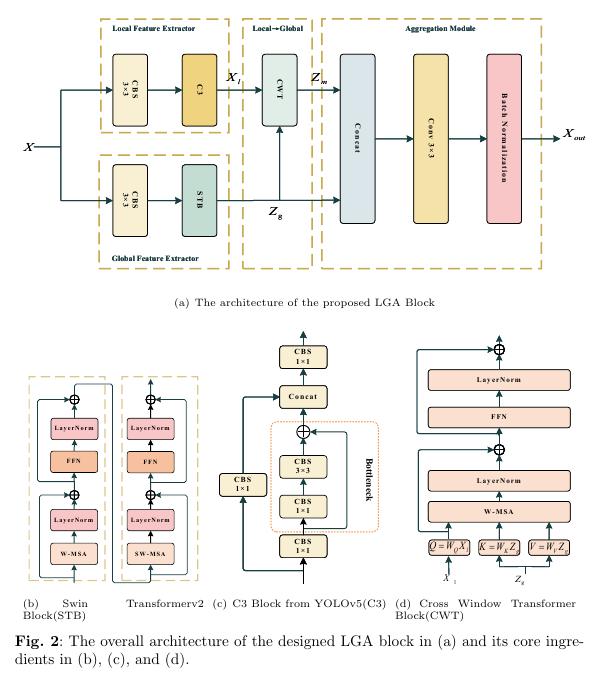 Local Feature Extractor
Local→Global
Aggregation Module
CBS
3×3
C3
X_l
CWT
Z_m
Concat
Conv 3×3
Batch Normalization
X_out
X
CBS
3×3
STB
Z_g
Global Feature Extractor
(a) The architecture of the proposed LGA Block
LayerNorm
FFN
LayerNorm
W-MSA
LayerNorm
FFN
LayerNorm
SW-MSA
CBS
1×1
Concat
CBS
3×3
CBS
1×1
CBS
1×1
CBS
1×1
Bottleneck
LayerNorm
FFN
LayerNorm
W-MSA
Q=W_Q X_l
K=W_K Z_g
V=W_V Z_g
X_l
Z_g
(b) Swin Transformerv2
Block(STB)
(c) C3 Block from YOLOv5(C3)
(d) Cross Window Transformer
Block(CWT)
Fig. 2: The overall architecture of the designed LGA block in (a) and its core ingre-
dients in (b), (c), and (d).